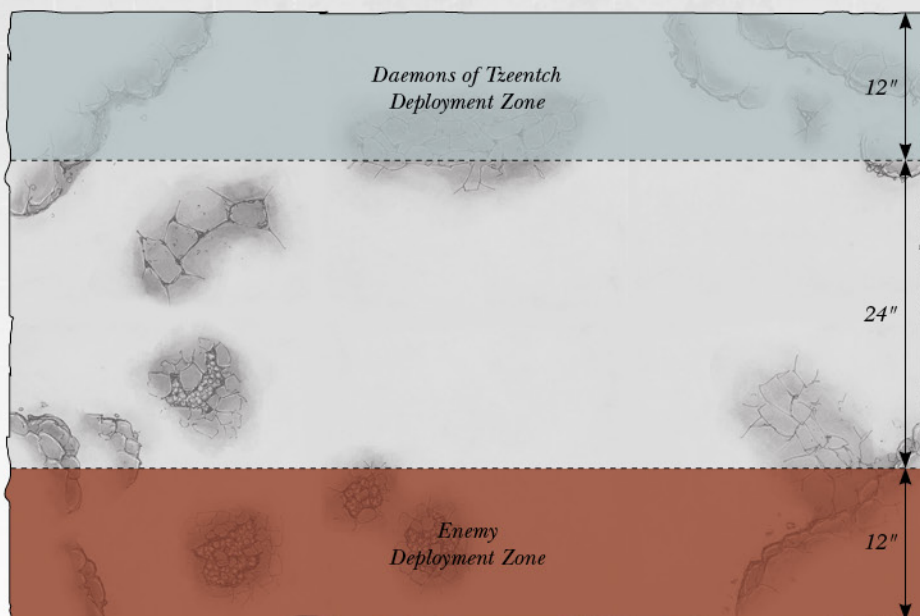 Daemons of Tzeentch
Deployment Zone
12"
24"
Enemy
Deployment Zone
12"